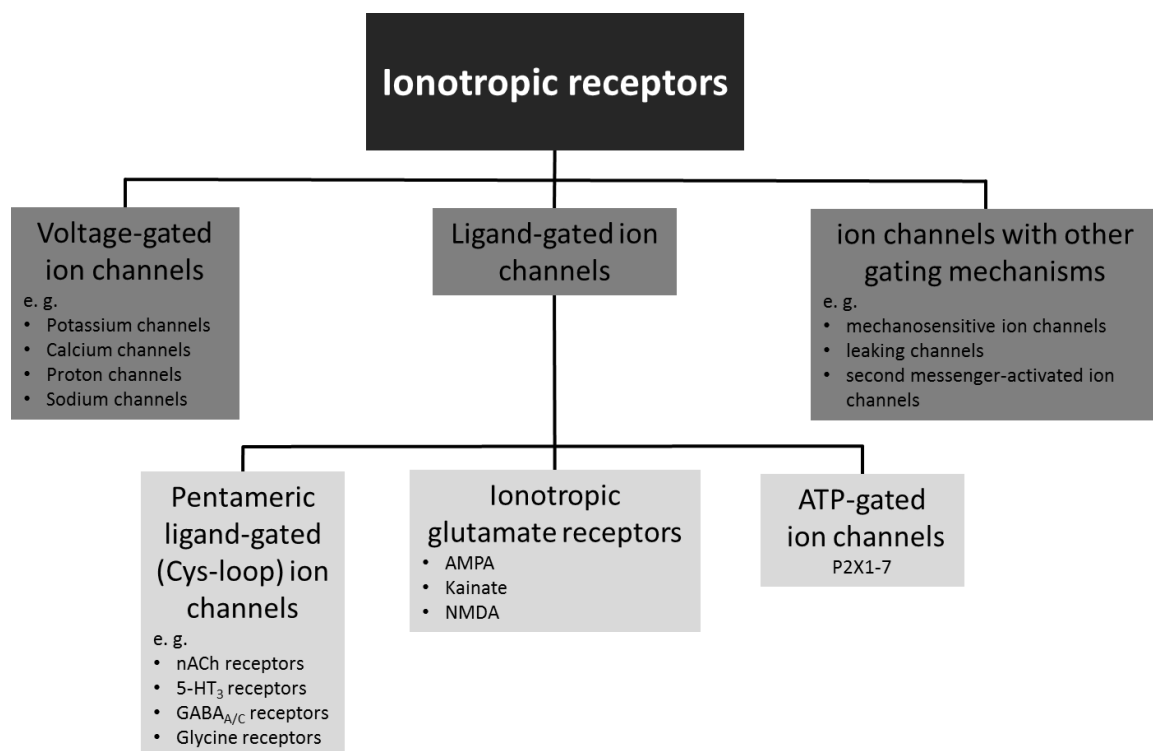 Ionotropic receptors
Voltage-gated
ion channels
e. g.
• Potassium channels
• Calcium channels
• Proton channels
• Sodium channels
Ligand-gated ion
channels
ion channels with other
gating mechanisms
e. g.
• mechanosensitive ion channels
• leaking channels
• second messenger-activated ion
channels
Pentameric
ligand-gated
(Cys-loop) ion
channels
e. g.
• nACh receptors
• 5-HT₃ receptors
• GABA_A/C receptors
• Glycine receptors
Ionotropic
glutamate receptors
• AMPA
• Kainate
• NMDA
ATP-gated
ion channels
P2X1-7